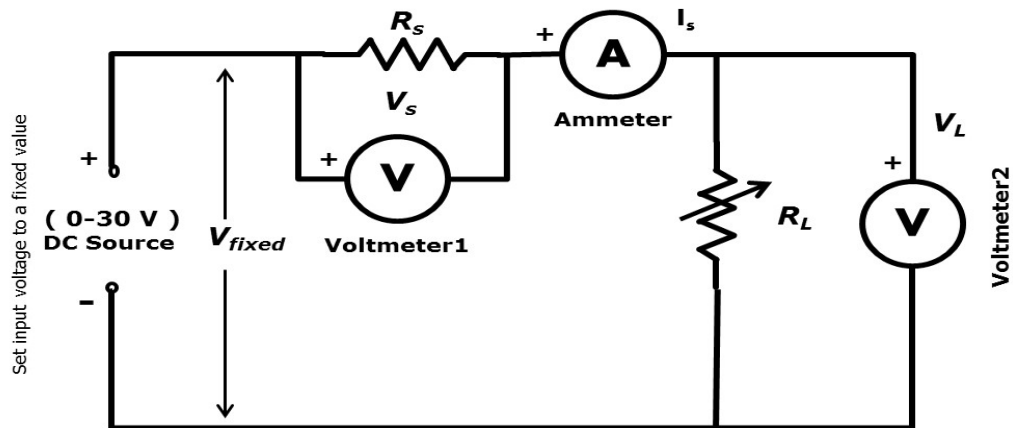 Set input voltage to a fixed value
+
( 0-30 V )
DC Source
–
V_fixed
R_s
V_s
+
V
Voltmeter1
+
A
I_s
Ammeter
R_L
V_L
+
V
Voltmeter2